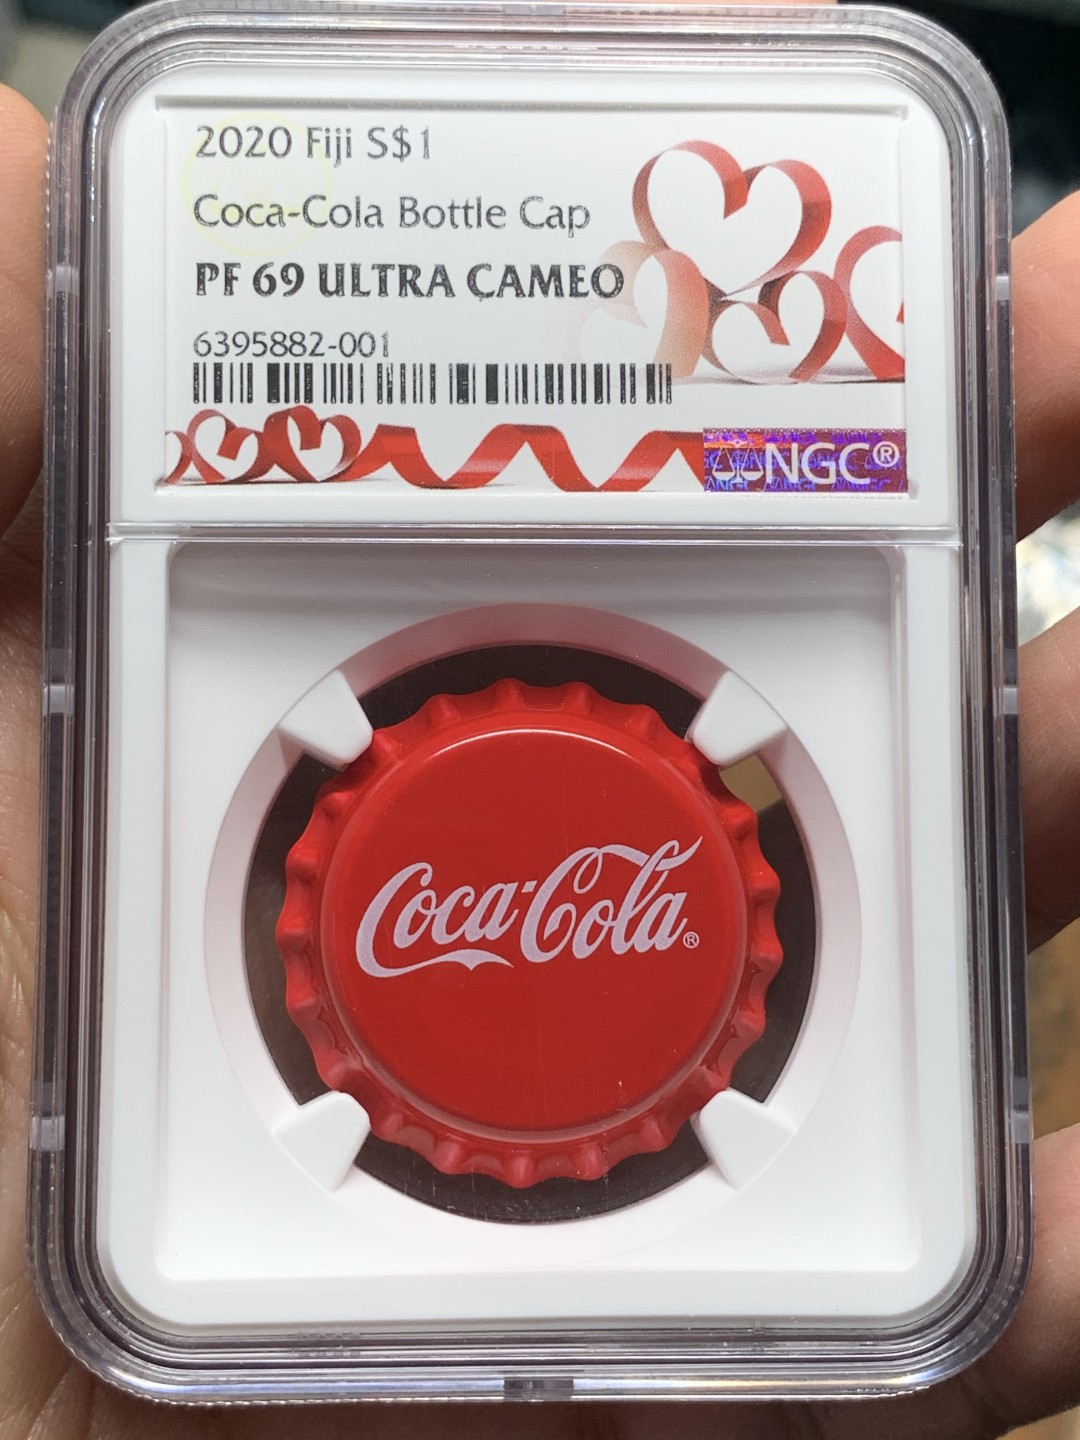 2020 Fiji S$1
Coca-Cola Bottle Cap
PF 69 ULTRA CAMEO
6395882-001
NGC®
Coca-Cola®